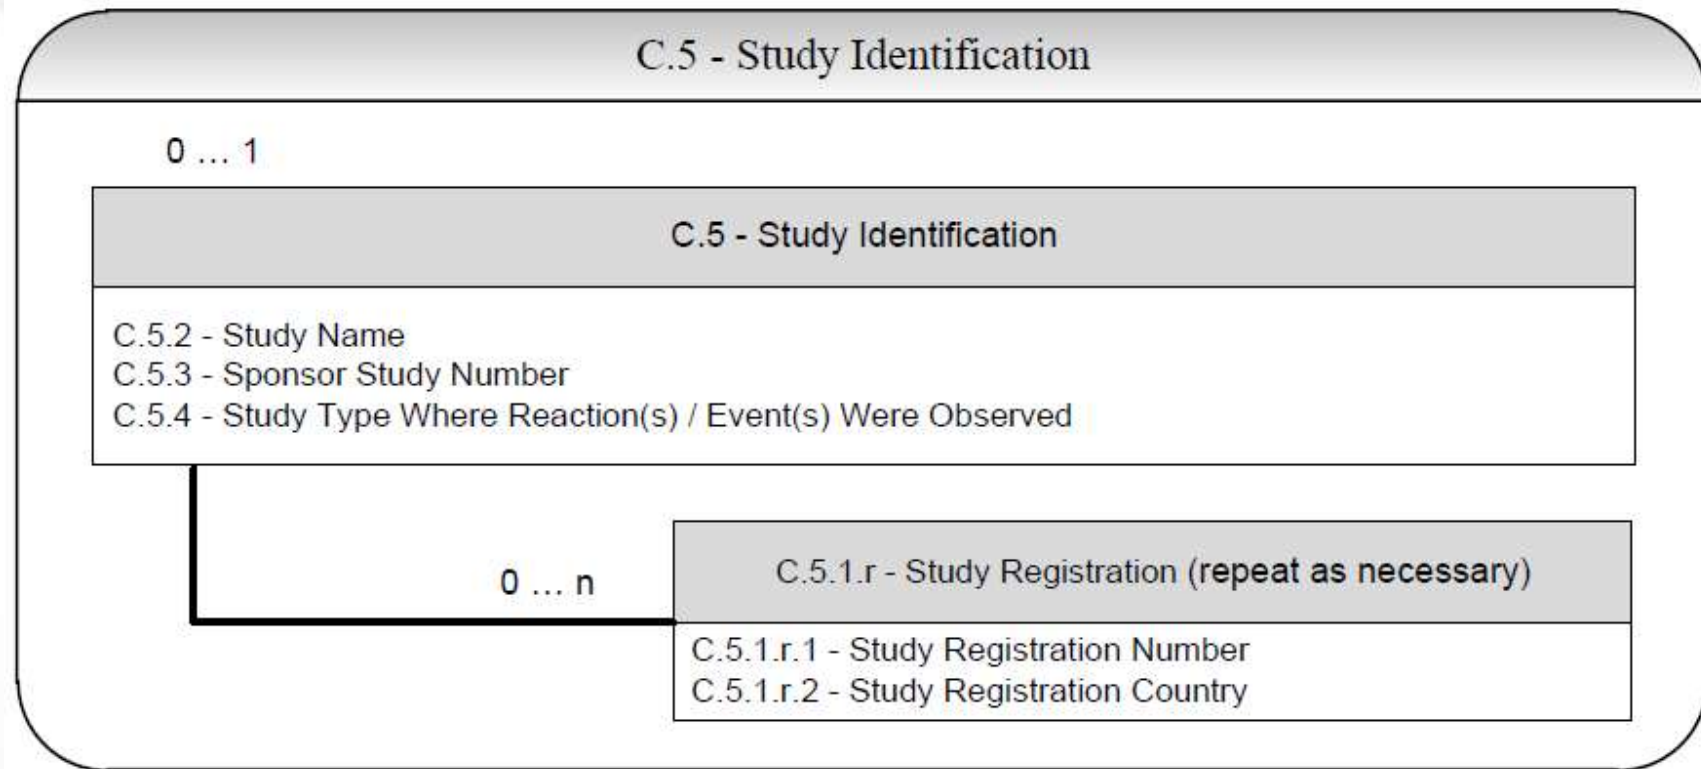 C.5 - Study Identification
0 ... 1
C.5 - Study Identification
C.5.2 - Study Name
C.5.3 - Sponsor Study Number
C.5.4 - Study Type Where Reaction(s) / Event(s) Were Observed
0 ... n
C.5.1.r - Study Registration (repeat as necessary)
C.5.1.r.1 - Study Registration Number
C.5.1.r.2 - Study Registration Country